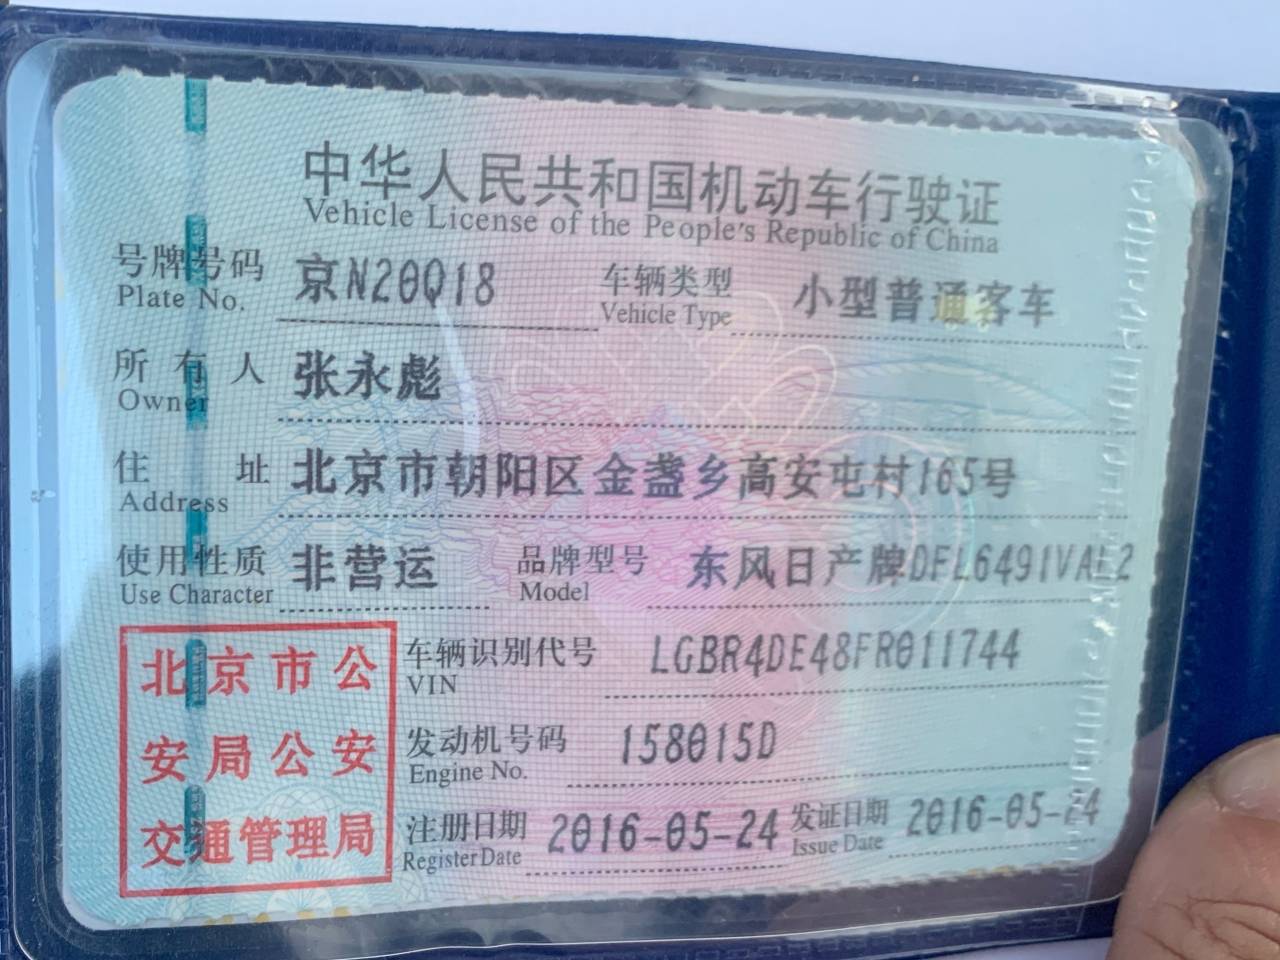 中华人民共和国机动车行驶证
Vehicle License of the People's Republic of China
号牌号码 京N20Q18 车辆类型 小型普通客车
Plate No. Vehicle Type
所有人 张永彪
Owner
住址 北京市朝阳区金盏乡高安屯村165号
Address
使用性质 非营运 品牌型号 东风日产牌DFL6491VAL2
Use Character Model
北京市公
安局公安
交通管理局
车辆识别代号 LGBR4DE48FR011744
VIN
发动机号码 158015D
Engine No.
注册日期 2016-05-24 发证日期 2016-05-24
Register Date Issue Date